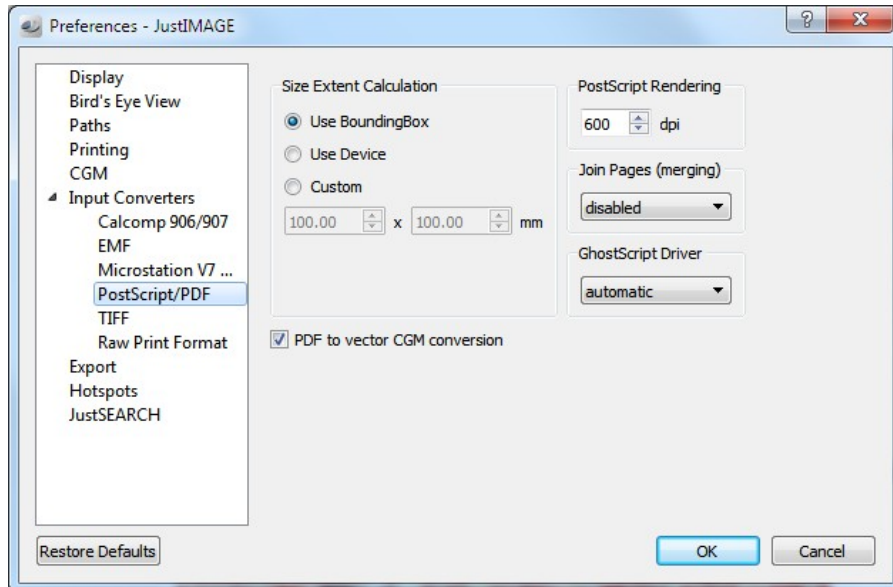 Preferences - JustIMAGE
Display
Bird's Eye View
Paths
Printing
CGM
Input Converters
Calcomp 906/907
EMF
Microstation V7 ...
PostScript/PDF
TIFF
Raw Print Format
Export
Hotspots
JustSEARCH
Size Extent Calculation
Use BoundingBox
Use Device
Custom
100.00 x 100.00 mm
PDF to vector CGM conversion
PostScript Rendering
600 dpi
Join Pages (merging)
disabled
GhostScript Driver
automatic
Restore Defaults
OK
Cancel